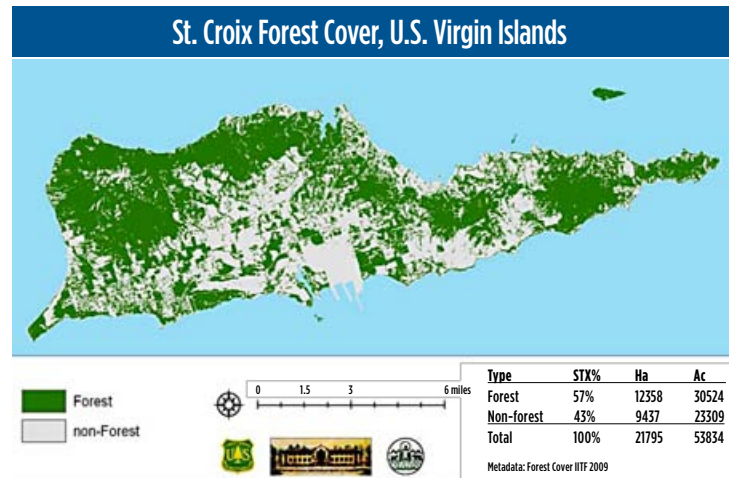 St. Croix Forest Cover, U.S. Virgin Islands
Forest
non-Forest
0 1.5 3 6 miles
U S
Type STX% Ha Ac
Forest 57% 12358 30524
Non-forest 43% 9437 23309
Total 100% 21795 53834
Metadata: Forest Cover IITF 2009